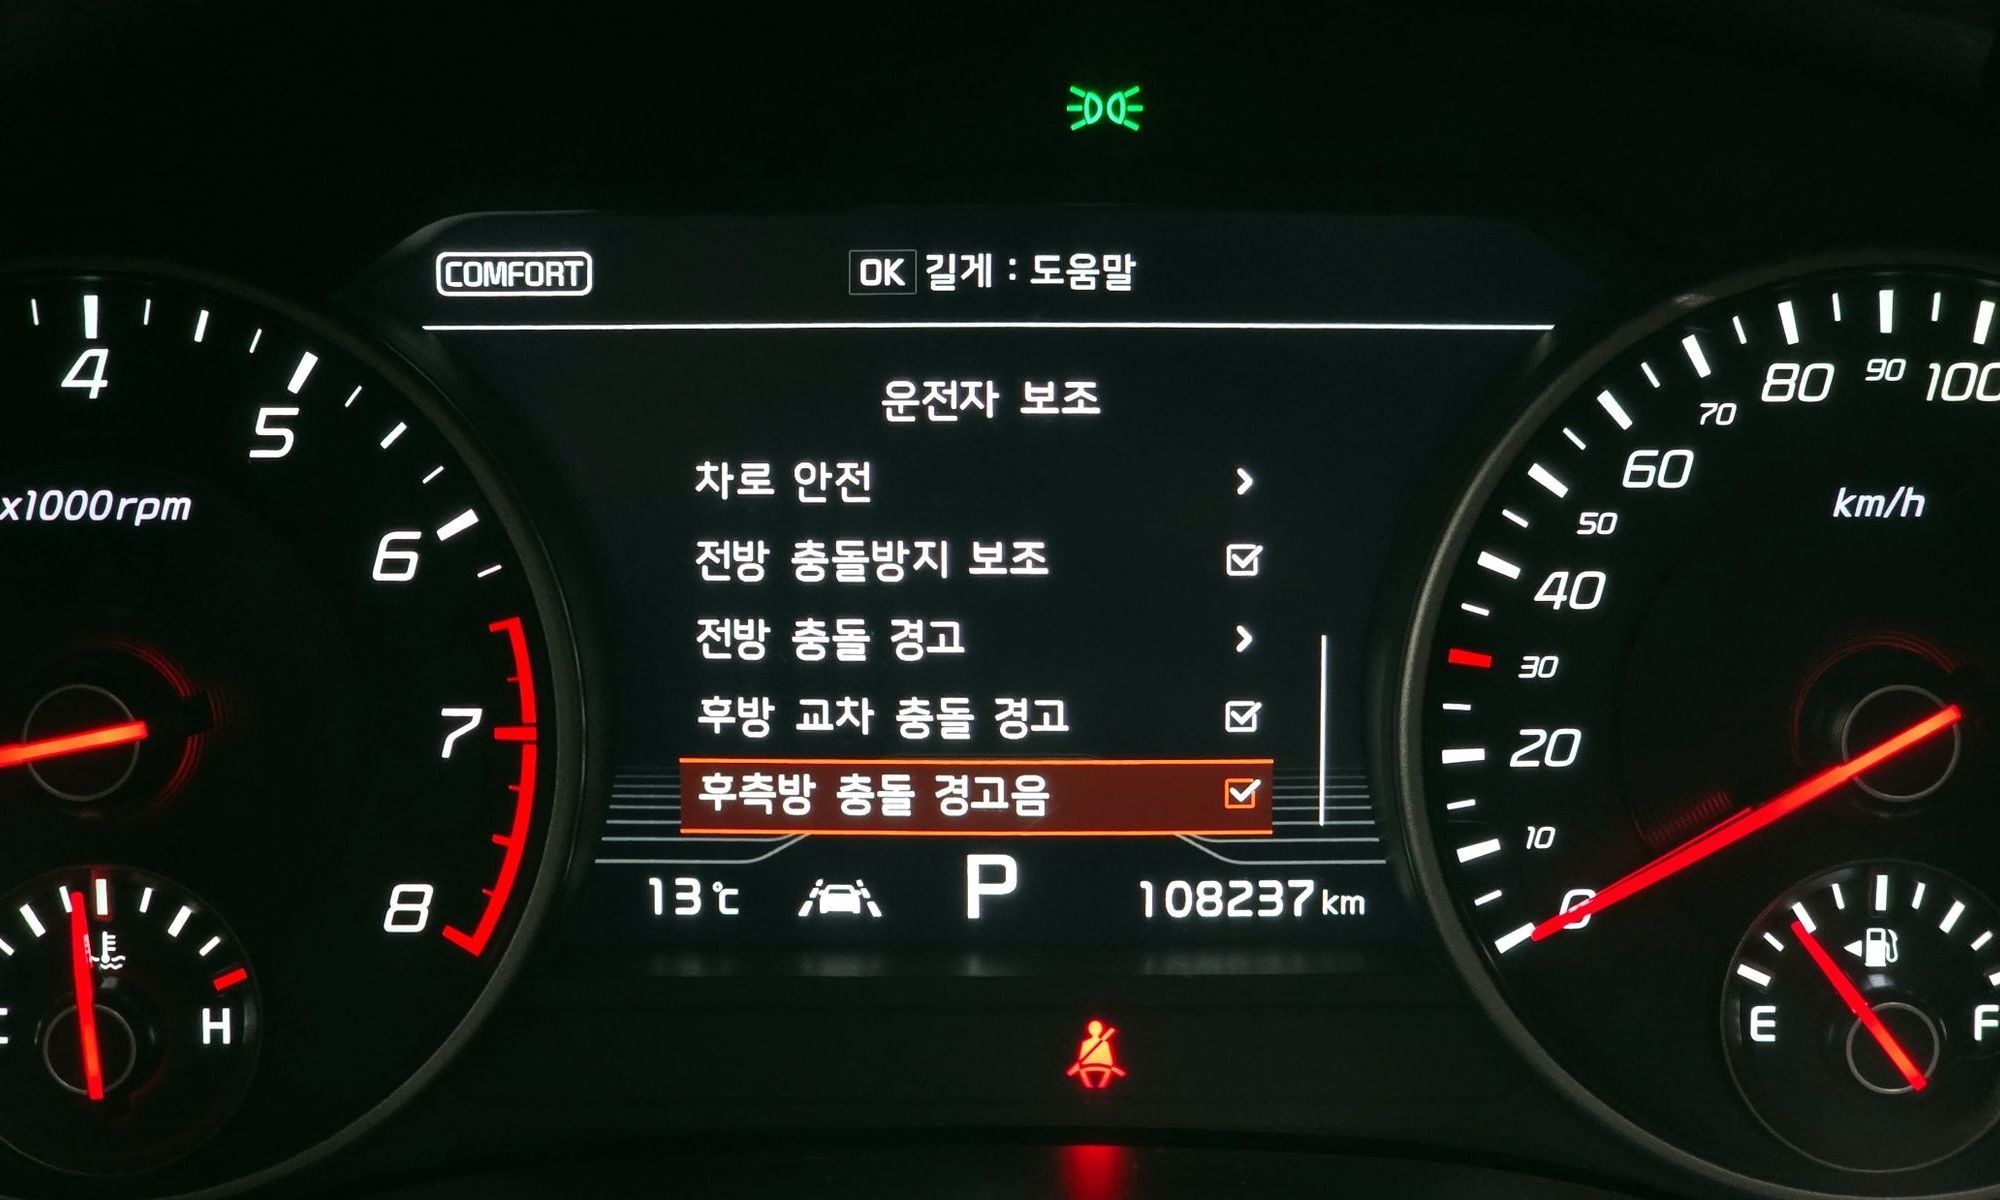 COMFORT
OK 길게 : 도움말
운전자 보조
차로 안전
전방 충돌방지 보조
전방 충돌 경고
후방 교차 충돌 경고
후측방 충돌 경고음
13°C P 108237km
4
5
6
7
8
x1000rpm
H
0
10
20
30
40
50
60
70
80
90
100
km/h
E
F